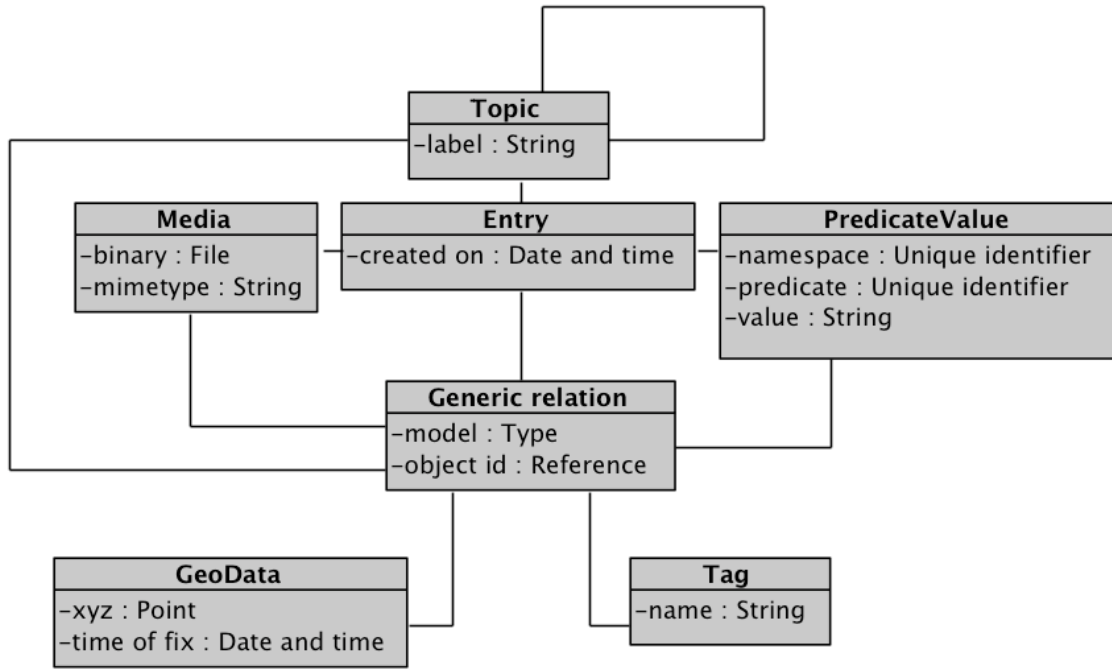 Topic
-label : String
Media
-binary : File
-mimetype : String
Entry
-created on : Date and time
PredicateValue
-namespace : Unique identifier
-predicate : Unique identifier
-value : String
Generic relation
-model : Type
-object id : Reference
GeoData
-xyz : Point
-time of fix : Date and time
Tag
-name : String